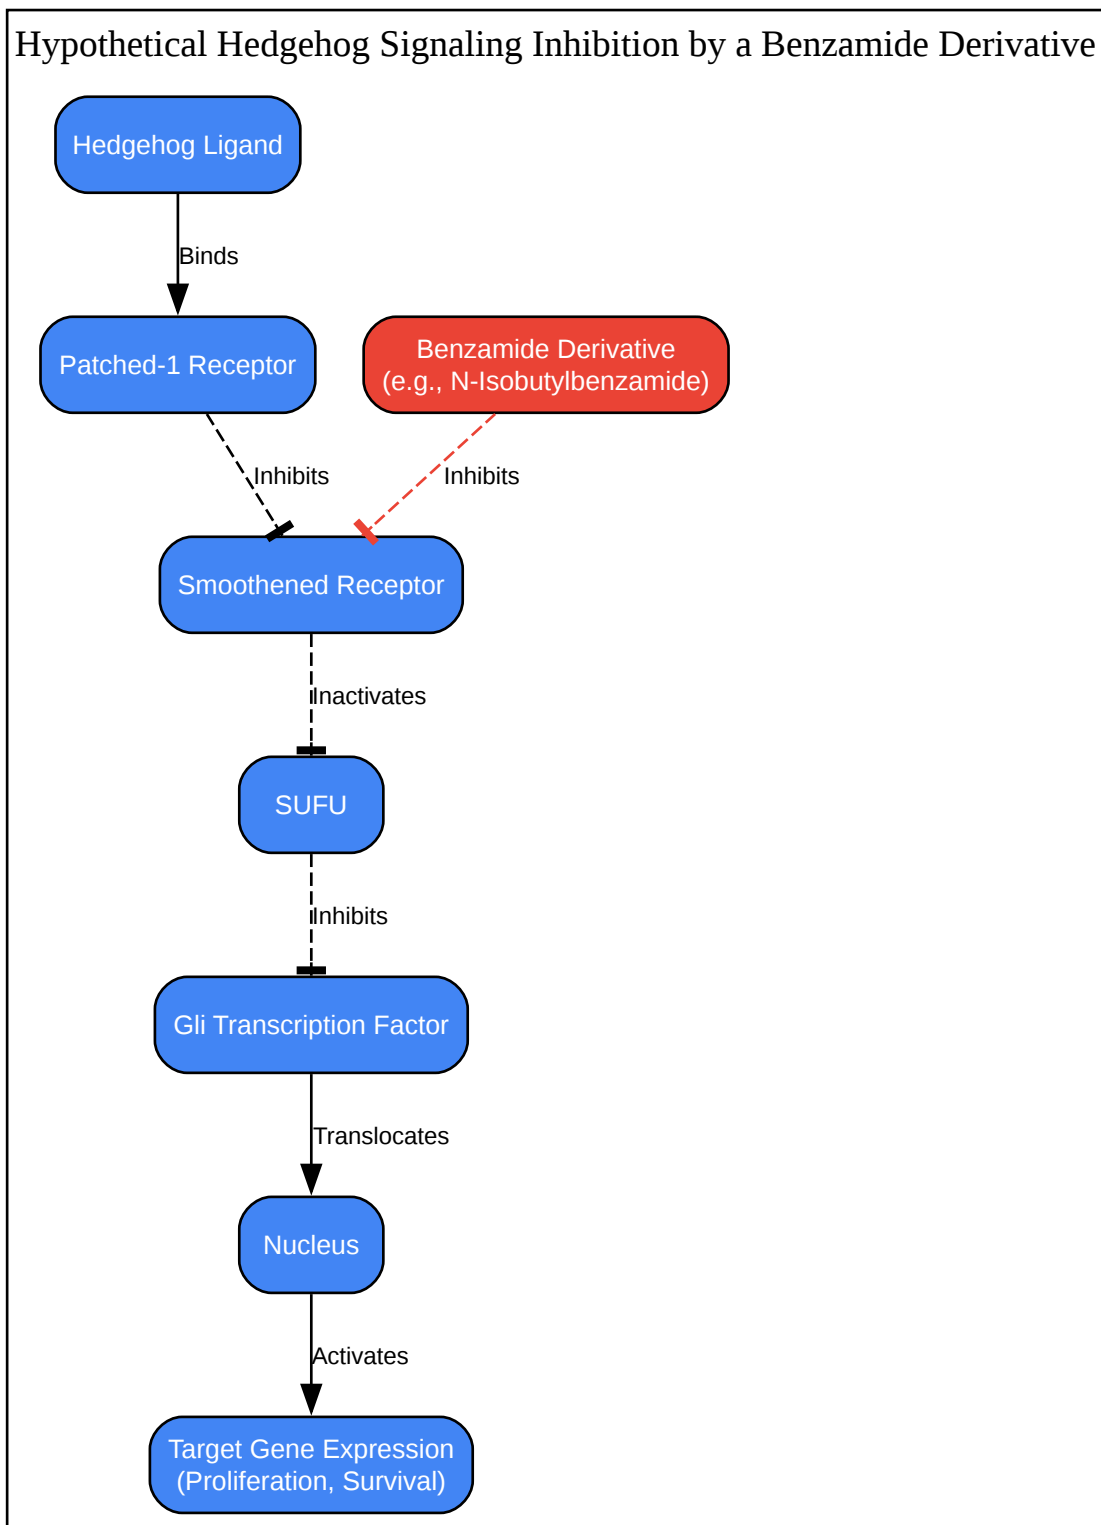 Hypothetical Hedgehog Signaling Inhibition by a Benzamide Derivative
Hedgehog Ligand
Binds
Patched-1 Receptor
Benzamide Derivative
(e.g., N-Isobutylbenzamide)
Inhibits
Inhibits
Smoothened Receptor
Inactivates
SUFU
Inhibits
Gli Transcription Factor
Translocates
Nucleus
Activates
Target Gene Expression
(Proliferation, Survival)